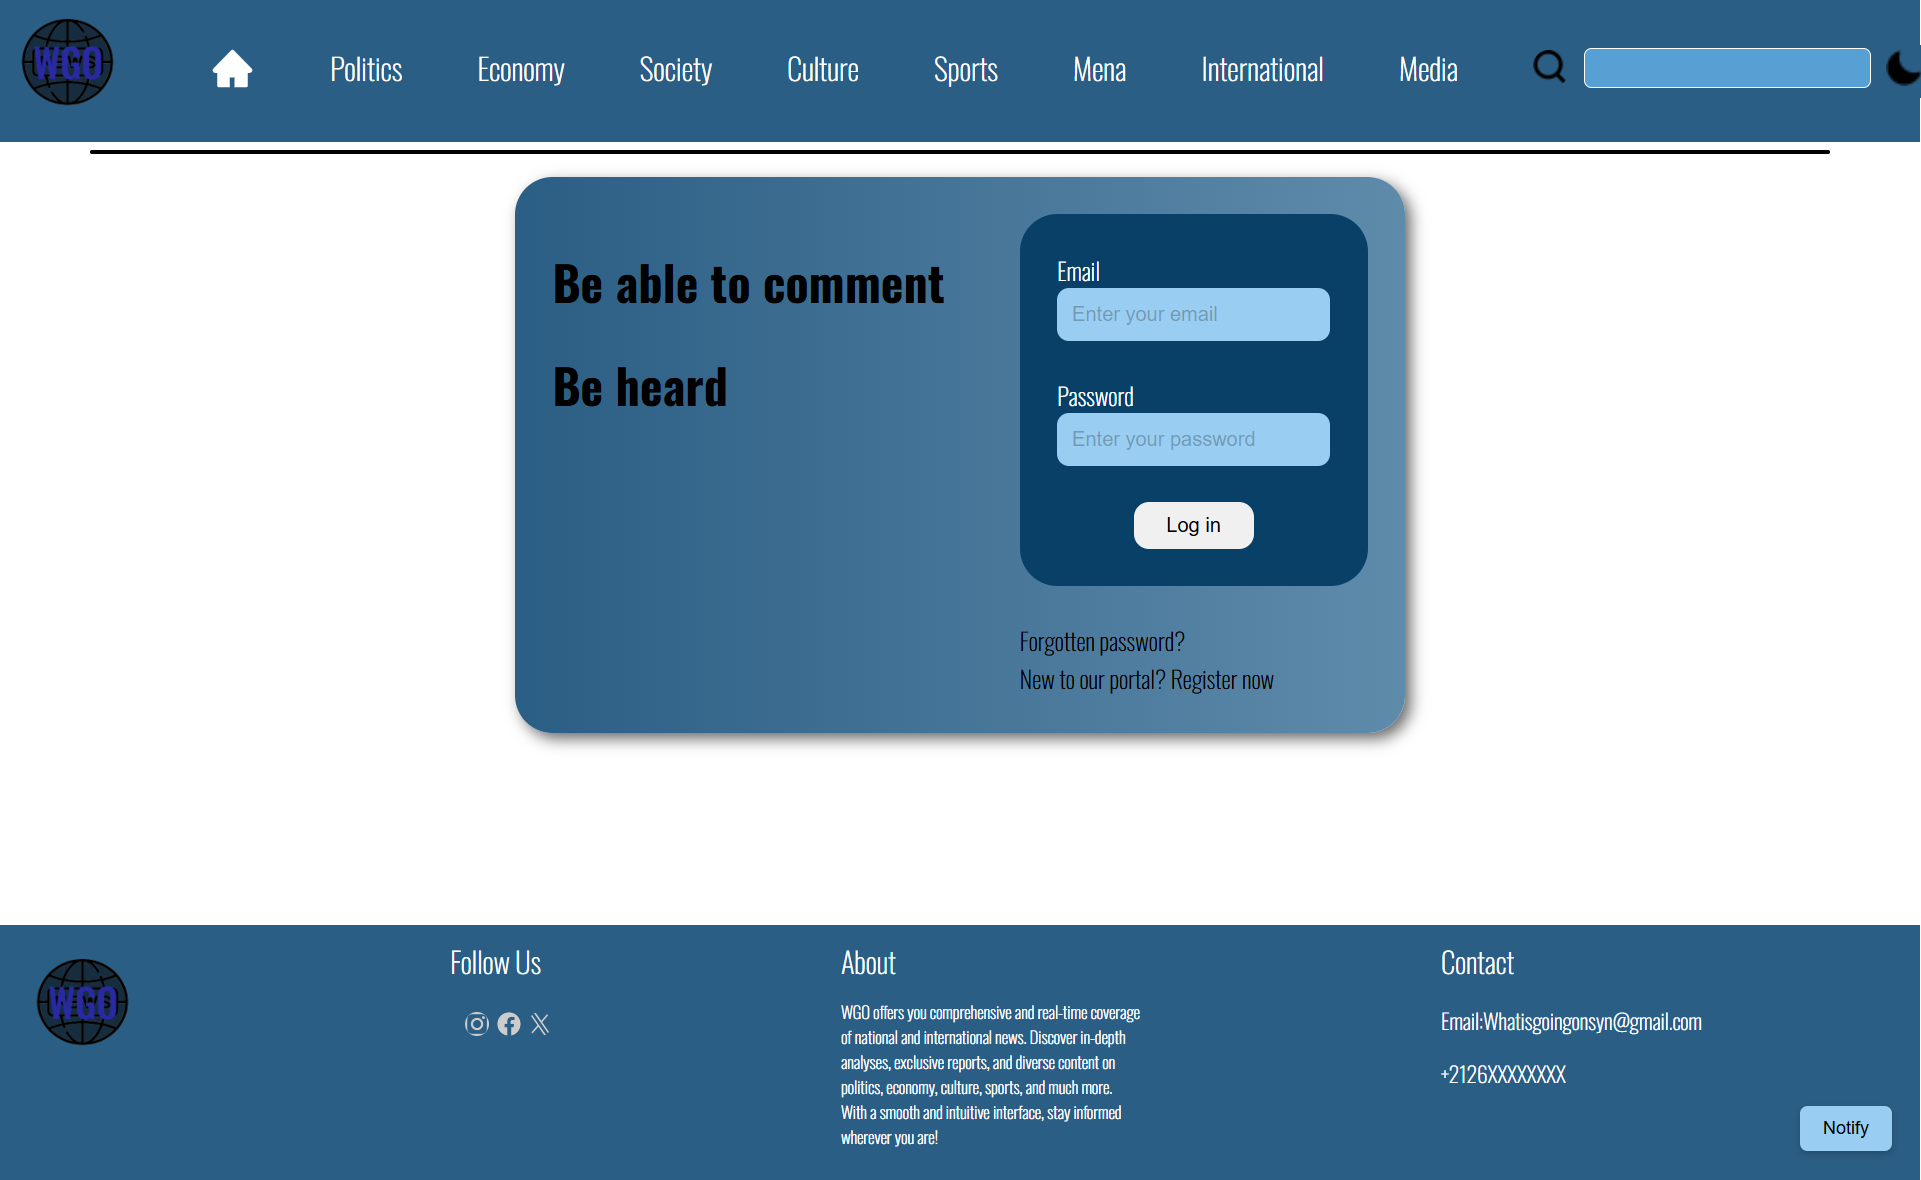 WGO
Politics
Economy
Society
Culture
Sports
Mena
International
Media
Be able to comment
Be heard
Email
Enter your email
Password
Enter your password
Log in
Forgotten password?
New to our portal? Register now
WGO
Follow Us
About
WGO offers you comprehensive and real-time coverage
of national and international news. Discover in-depth
analyses, exclusive reports, and diverse content on
politics, economy, culture, sports, and much more.
With a smooth and intuitive interface, stay informed
wherever you are!
Contact
Email:Whatisgoingonsyn@gmail.com
+2126XXXXXXXX
Notify